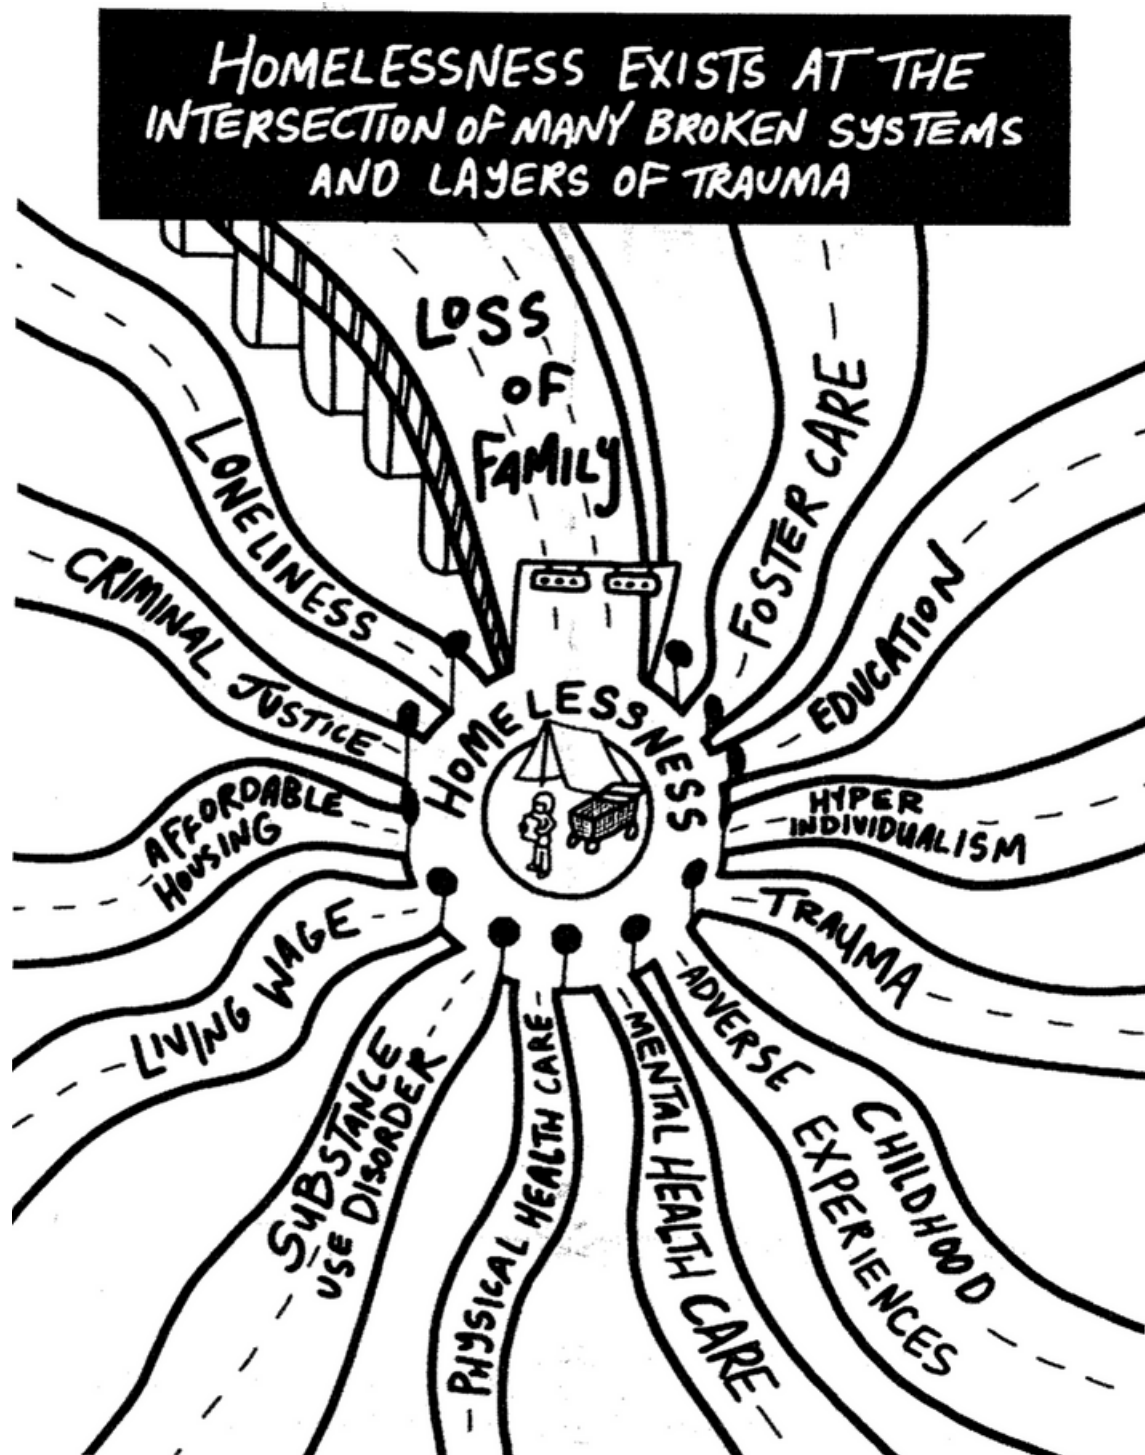 HOMELESSNESS EXISTS AT THE
INTERSECTION OF MANY BROKEN SYSTEMS
AND LAYERS OF TRAUMA
LOSS
OF
FAMILY
FOSTER CARE
EDUCATION
HYPER
INDIVIDUALISM
TRAUMA
ADVERSE CHILDHOOD
EXPERIENCES
MENTAL HEALTH CARE
PHYSICAL HEALTH CARE
SUBSTANCE
USE DISORDER
LIVING WAGE
AFFORDABLE
HOUSING
CRIMINAL JUSTICE
LONELINESS
HOMELESSNESS